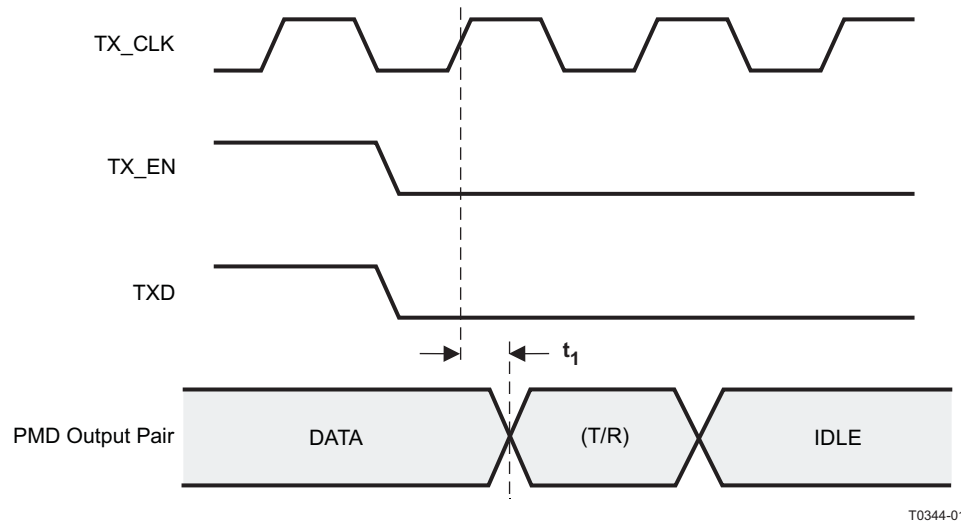 TX_CLK
TX_EN
TXD
t1
PMD Output Pair
DATA
(T/R)
IDLE
T0344-01